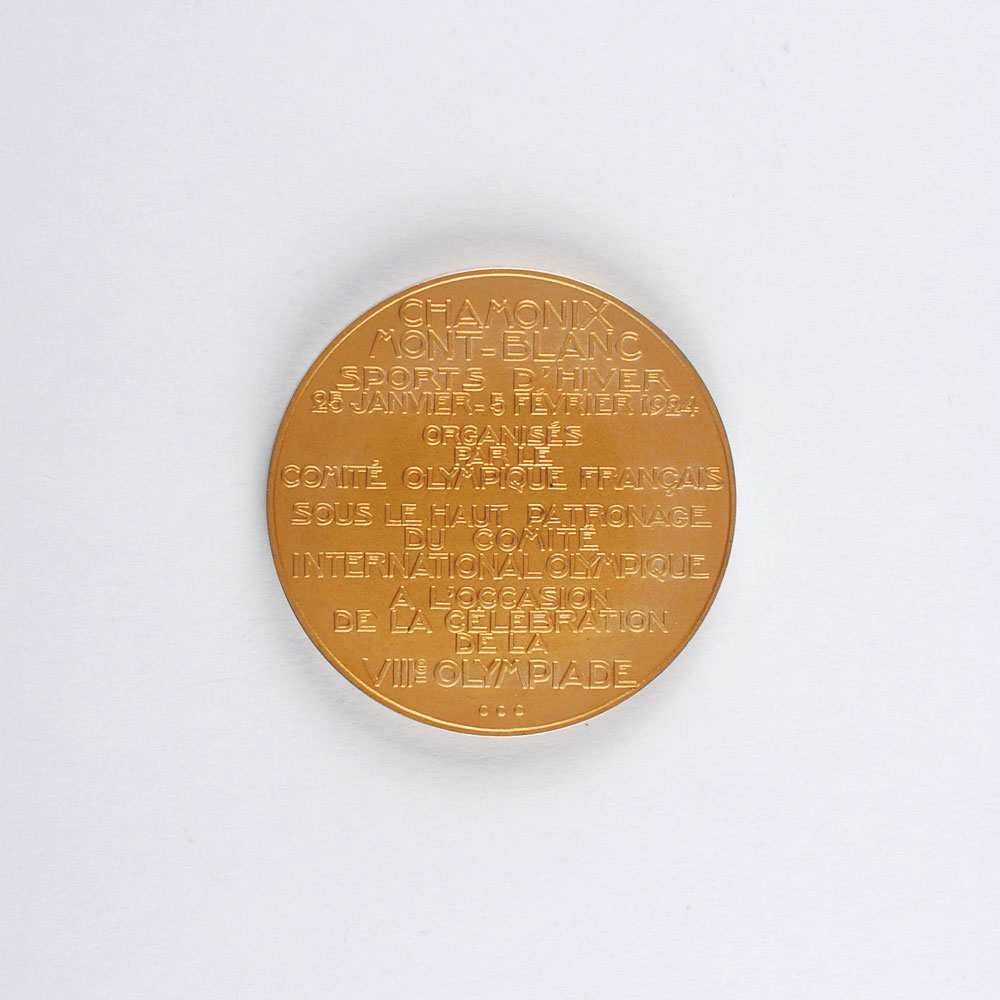 CHAMONIX
MONT-BLANC
SPORTS D'HIVER
25 JANVIER-5 FÉVRIER 1924
ORGANISÉS
PAR LE
COMITÉ OLYMPIQUE FRANÇAIS
SOUS LE HAUT PATRONAGE
DU COMITÉ
INTERNATIONAL OLYMPIQUE
A L'OCCASION
DE LA CÉLÉBRATION
DE LA
VIIIE OLYMPIADE